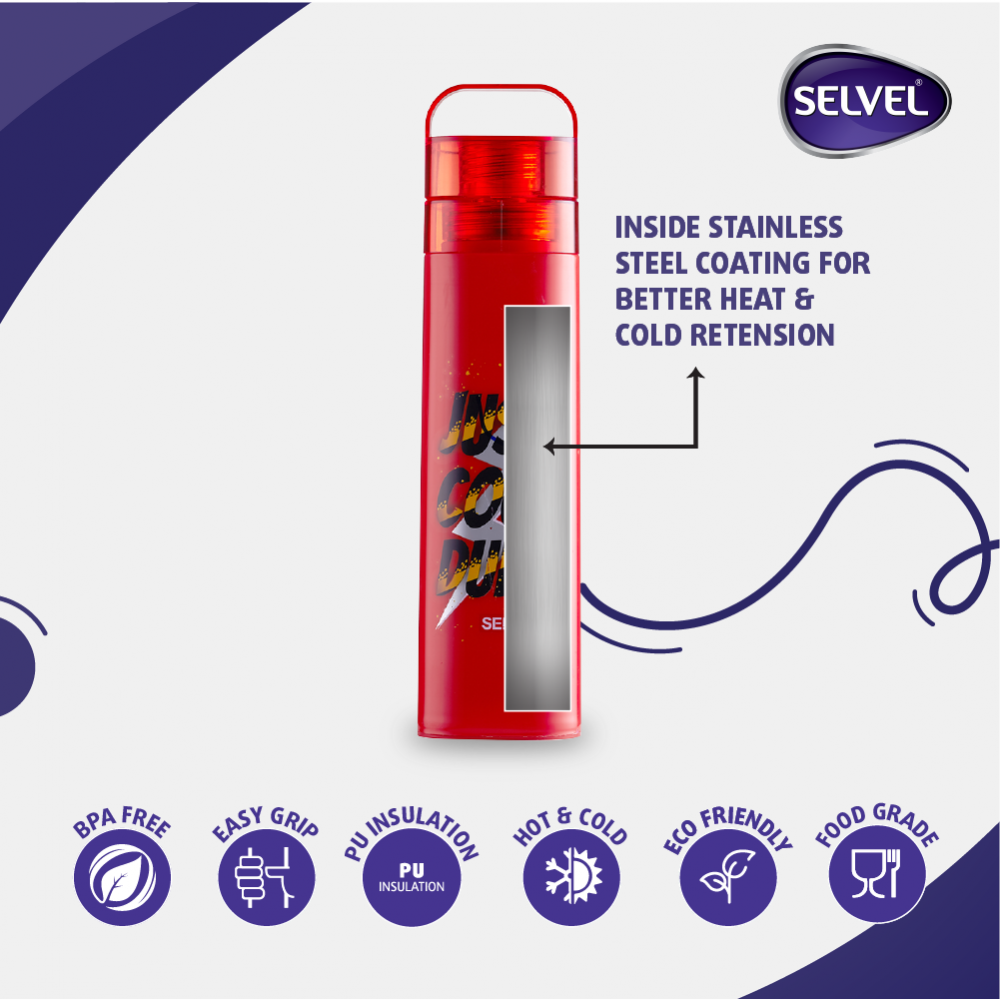 SELVEL®
INSIDE STAINLESS
STEEL COATING FOR
BETTER HEAT &
COLD RETENSION
BPA FREE
EASY GRIP
PU INSULATION
PU
INSULATION
HOT & COLD
ECO FRIENDLY
FOOD GRADE